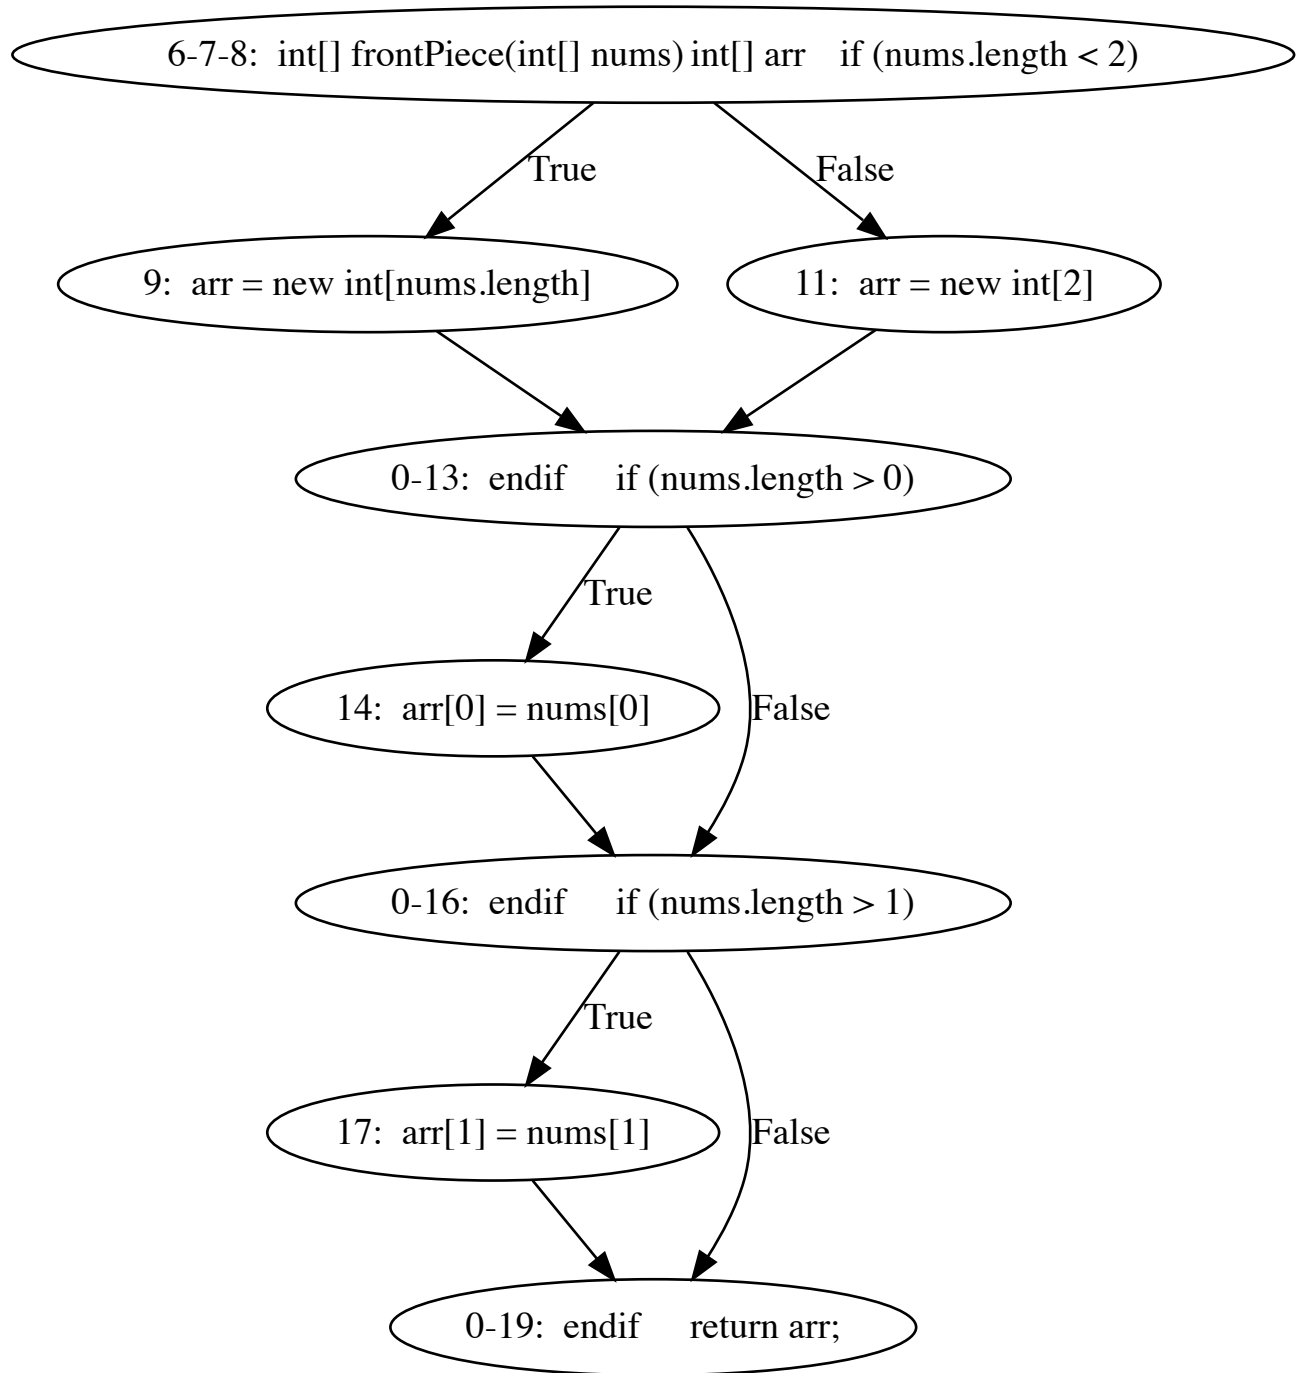 6-7-8:  int[] frontPiece(int[] nums) int[] arr    if (nums.length < 2)
True
False
9:  arr = new int[nums.length]
11:  arr = new int[2]
0-13:  endif     if (nums.length > 0)
True
14:  arr[0] = nums[0]
False
0-16:  endif     if (nums.length > 1)
True
17:  arr[1] = nums[1]
False
0-19:  endif     return arr;